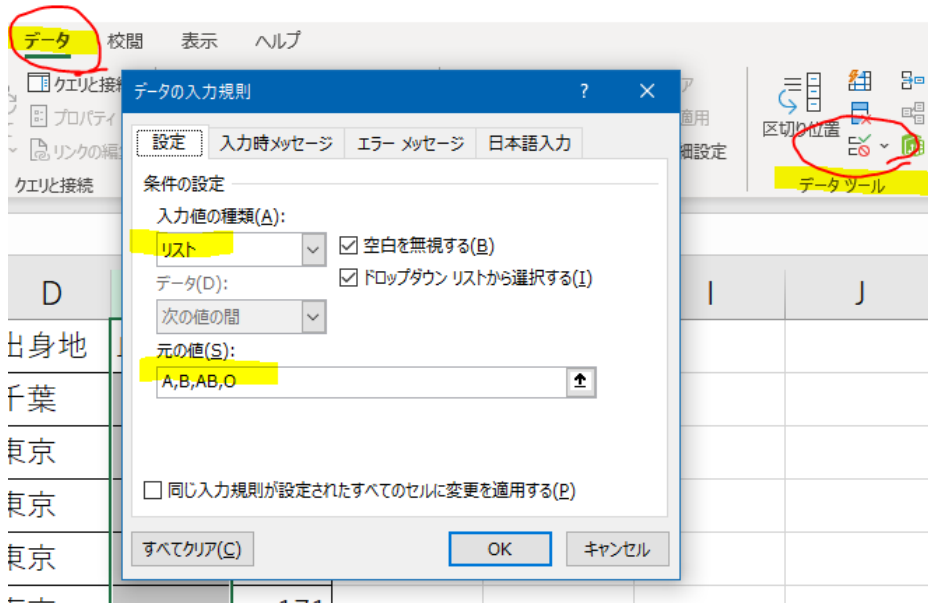 データ 校閲 表示 ヘルプ
クエリと接続
プロパティ
リンクの編集
適用
細設定
区切り位置
クエリと接続
データ ツール
データの入力規則 ?
設定 入力時メッセージ エラー メッセージ 日本語入力
条件の設定
入力値の種類(A):
リスト
空白を無視する(B)
データ(D):
ドロップダウン リストから選択する(I)
次の値の間
元の値(S):
A,B,AB,O
同じ入力規則が設定されたすべてのセルに変更を適用する(P)
すべてクリア(C) OK キャンセル
D I J
出身地
千葉
東京
東京
東京
171